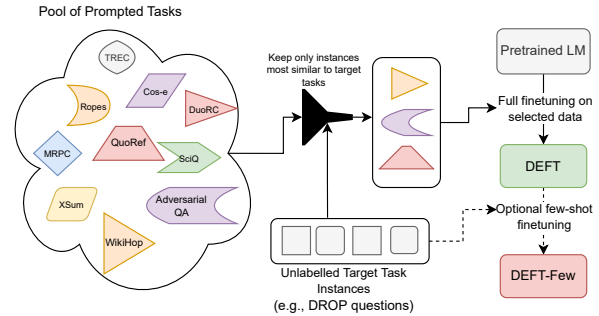 Pool of Prompted Tasks
TREC
Cos-e
Ropes
DuoRC
QuoRef
MRPC
SciQ
XSum
Adversarial
QA
WikiHop
Keep only instances
most similar to target
tasks
Unlabelled Target Task
Instances
(e.g., DROP questions)
Pretrained LM
Full finetuning on
selected data
DEFT
Optional few-shot
finetuning
DEFT-Few